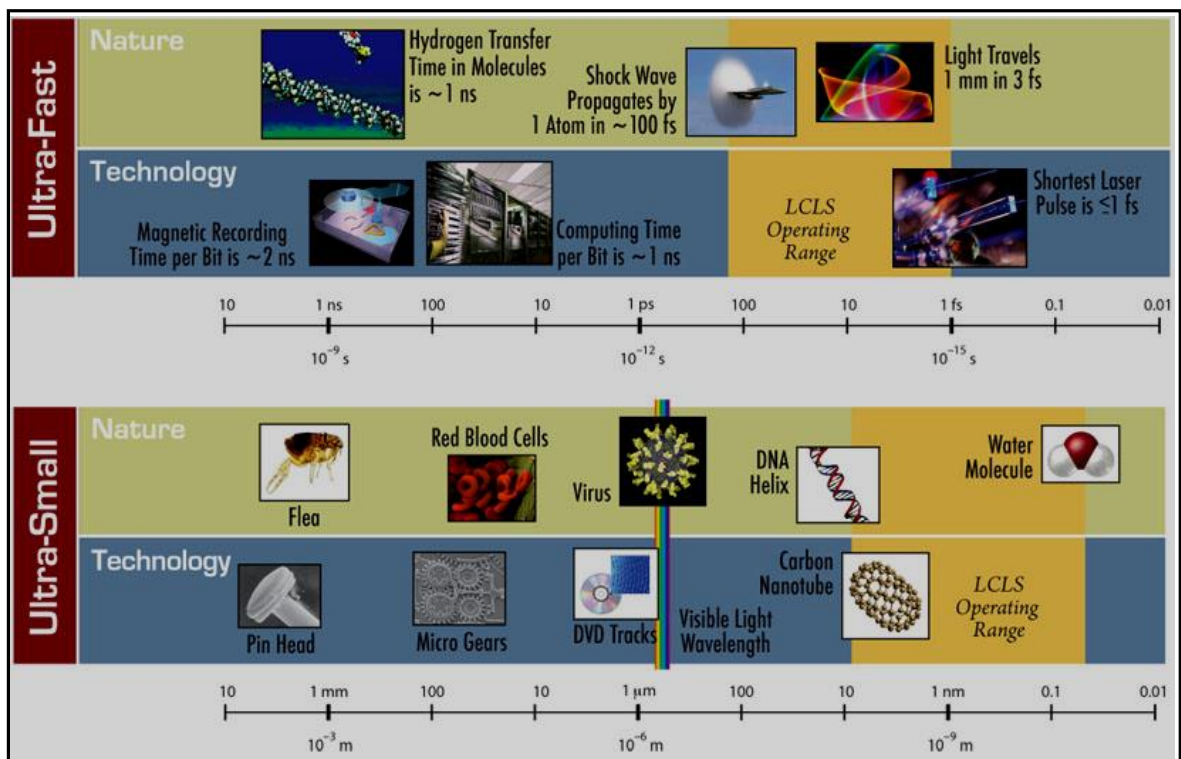 Ultra-Fast
Nature
Hydrogen Transfer
Time in Molecules
is ~1 ns
Shock Wave
Propagates by
1 Atom in ~100 fs
Light Travels
1 mm in 3 fs
Technology
Magnetic Recording
Time per Bit is ~2 ns
Computing Time
per Bit is ~1 ns
LCLS
Operating
Range
Shortest Laser
Pulse is ≤1 fs
10 1 ns 100 10 1 ps 100 10 1 fs 0.1 0.01
10⁻⁹ s 10⁻¹² s 10⁻¹⁵ s
Ultra-Small
Nature
Flea
Red Blood Cells
Virus
DNA
Helix
Water
Molecule
Technology
Pin Head
Micro Gears
DVD Tracks
Visible Light
Wavelength
Carbon
Nanotube
LCLS
Operating
Range
10 1 mm 100 10 1 μm 100 10 1 nm 0.1 0.01
10⁻³ m 10⁻⁶ m 10⁻⁹ m